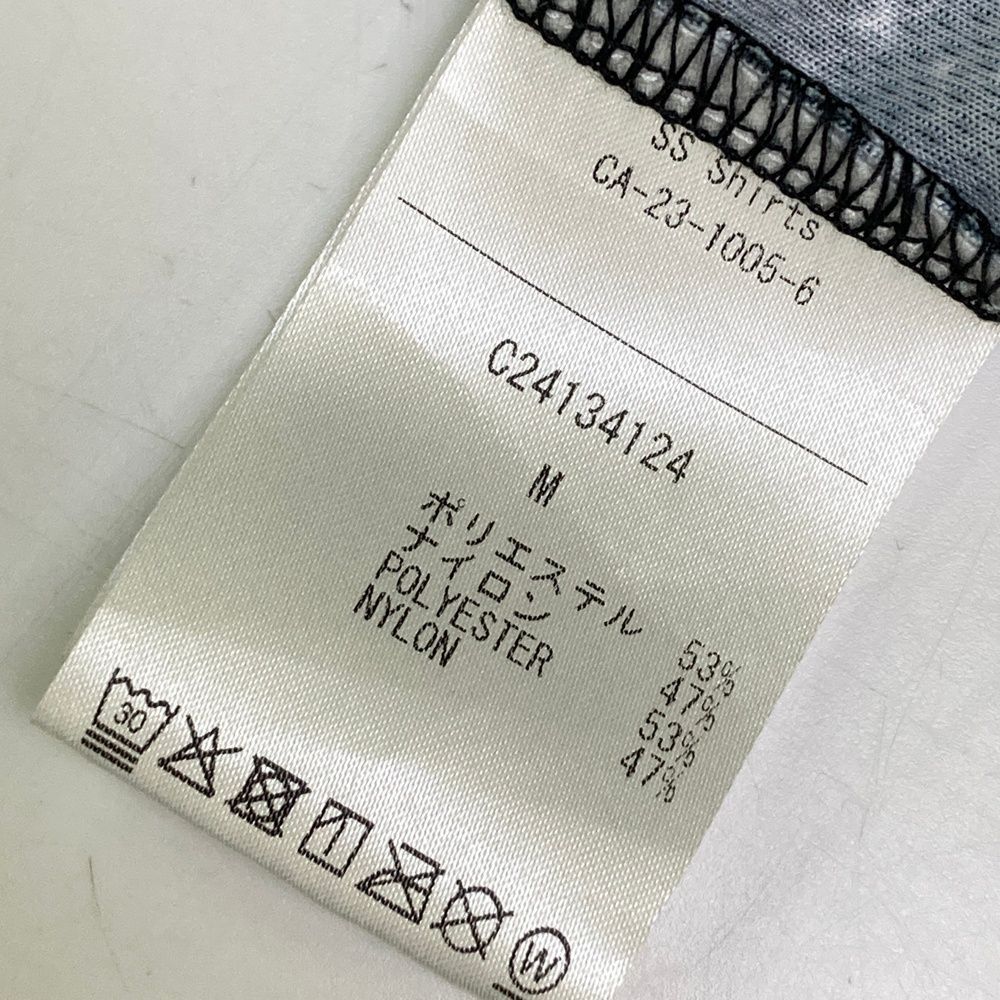 SS Shirts
CA-23-1005-6
C24134124
M
ポリエステル 53%
ナイロン 47%
POLYESTER 53%
NYLON 47%
30
W